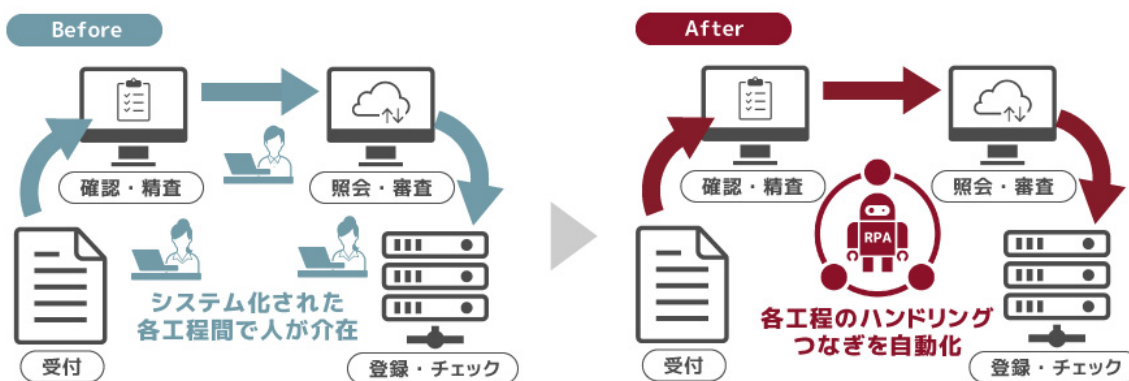 Before
確認・精査
照会・審査
システム化された
各工程間で人が介在
受付
登録・チェック
After
確認・精査
照会・審査
RPA
各工程のハンドリング
つなぎを自動化
受付
登録・チェック